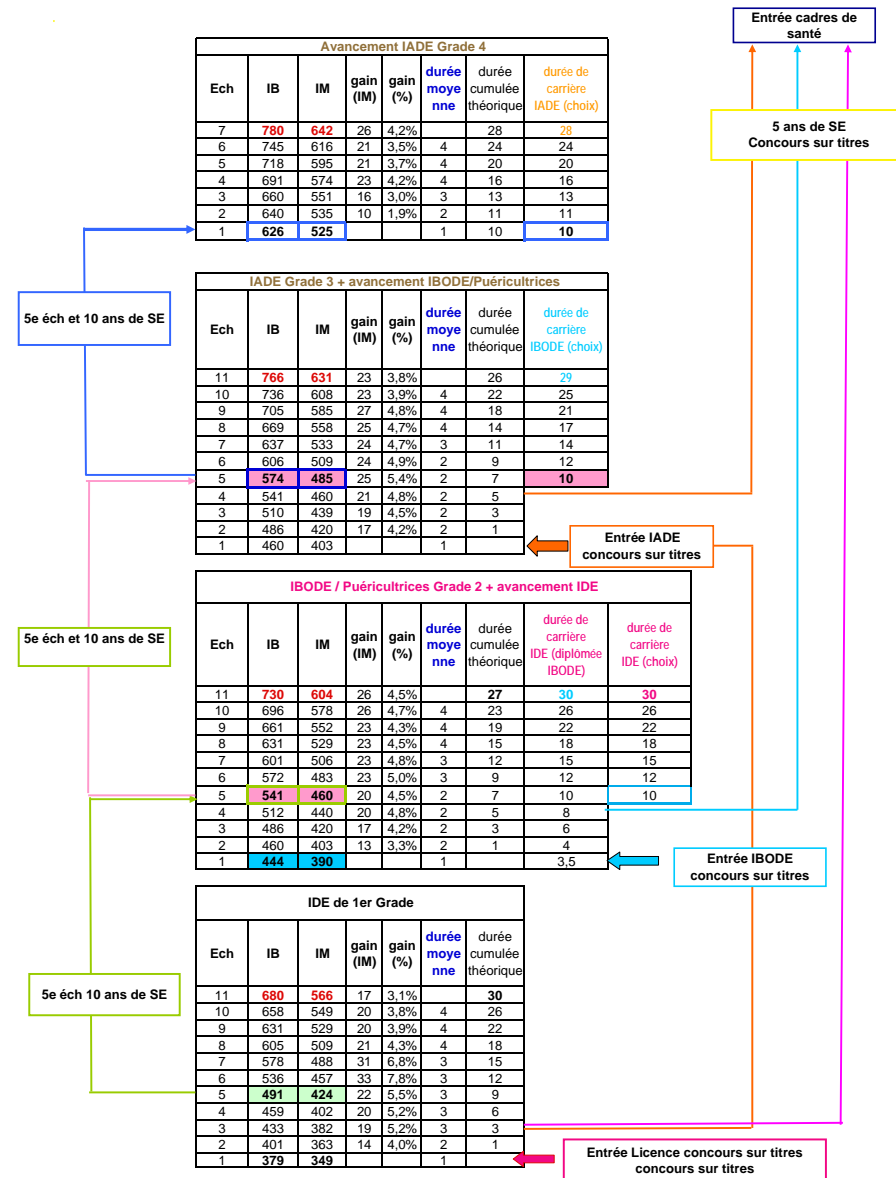 Entrée cadres de
santé
Avancement IADE Grade 4
Ech IB IM gain (IM) gain (%) durée moye nne durée cumulée théorique durée de carrière IADE (choix)
7 780 642 26 4,2% 28 28
6 745 616 21 3,5% 4 24 24
5 718 595 21 3,7% 4 20 20
4 691 574 23 4,2% 4 16 16
3 660 551 16 3,0% 3 13 13
2 640 535 10 1,9% 2 11 11
1 626 525 1 10 10
5 ans de SE
Concours sur titres
IADE Grade 3 + avancement IBODE/Puéricultrices
5e éch et 10 ans de SE
Ech IB IM gain (IM) gain (%) durée moye nne durée cumulée théorique durée de carrière IBODE (choix)
11 766 631 23 3,8% 26 29
10 736 608 23 3,9% 4 22 25
9 705 585 27 4,8% 4 18 21
8 669 558 25 4,7% 4 14 17
7 637 533 24 4,7% 3 11 14
6 606 509 24 4,9% 2 9 12
5 574 485 25 5,4% 2 7 10
4 541 460 21 4,8% 2 5
3 510 439 19 4,5% 2 3
2 486 420 17 4,2% 2 1
1 460 403 1
Entrée IADE
concours sur titres
IBODE / Puéricultrices Grade 2 + avancement IDE
5e éch et 10 ans de SE
Ech IB IM gain (IM) gain (%) durée moye nne durée cumulée théorique durée de carrière IDE (diplômée IBODE) durée de carrière IDE (choix)
11 730 604 26 4,5% 27 30 30
10 696 578 26 4,7% 4 23 26 26
9 661 552 23 4,3% 4 19 22 22
8 631 529 23 4,5% 4 15 18 18
7 601 506 23 4,8% 3 12 15 15
6 572 483 23 5,0% 3 9 12 12
5 541 460 20 4,5% 2 7 10 10
4 512 440 20 4,8% 2 5 8
3 486 420 17 4,2% 2 3 6
2 460 403 13 3,3% 2 1 4
1 444 390 1 3,5
Entrée IBODE
concours sur titres
IDE de 1er Grade
5e éch 10 ans de SE
Ech IB IM gain (IM) gain (%) durée moye nne durée cumulée théorique
11 680 566 17 3,1% 30
10 658 549 20 3,8% 4 26
9 631 529 20 3,9% 4 22
8 605 509 21 4,3% 4 18
7 578 488 31 6,8% 3 15
6 536 457 33 7,8% 3 12
5 491 424 22 5,5% 3 9
4 459 402 20 5,2% 3 6
3 433 382 19 5,2% 3 3
2 401 363 14 4,0% 2 1
1 379 349 1
Entrée Licence concours sur titres
concours sur titres